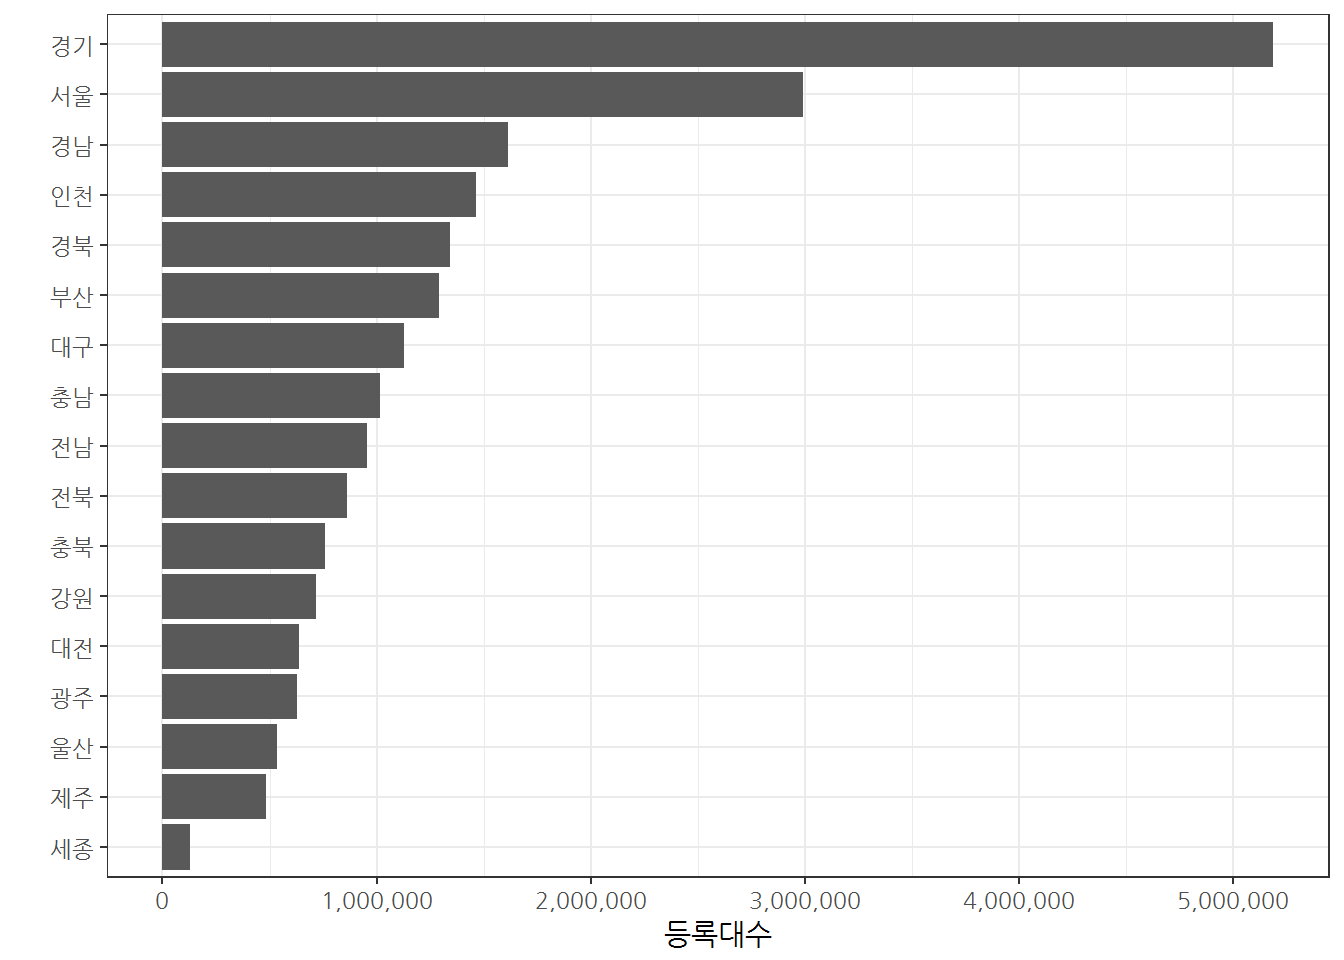 경기
서울
경남
인천
경북
부산
대구
충남
전남
전북
충북
강원
대전
광주
울산
제주
세종
0 1,000,000 2,000,000 3,000,000 4,000,000 5,000,000
등록대수